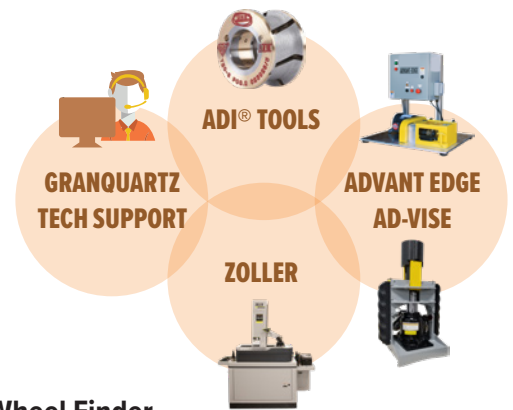 ADI® TOOLS
GRANQUARTZ
TECH SUPPORT
ADVANT EDGE
AD-VISE
ZOLLER
Wheel Finder